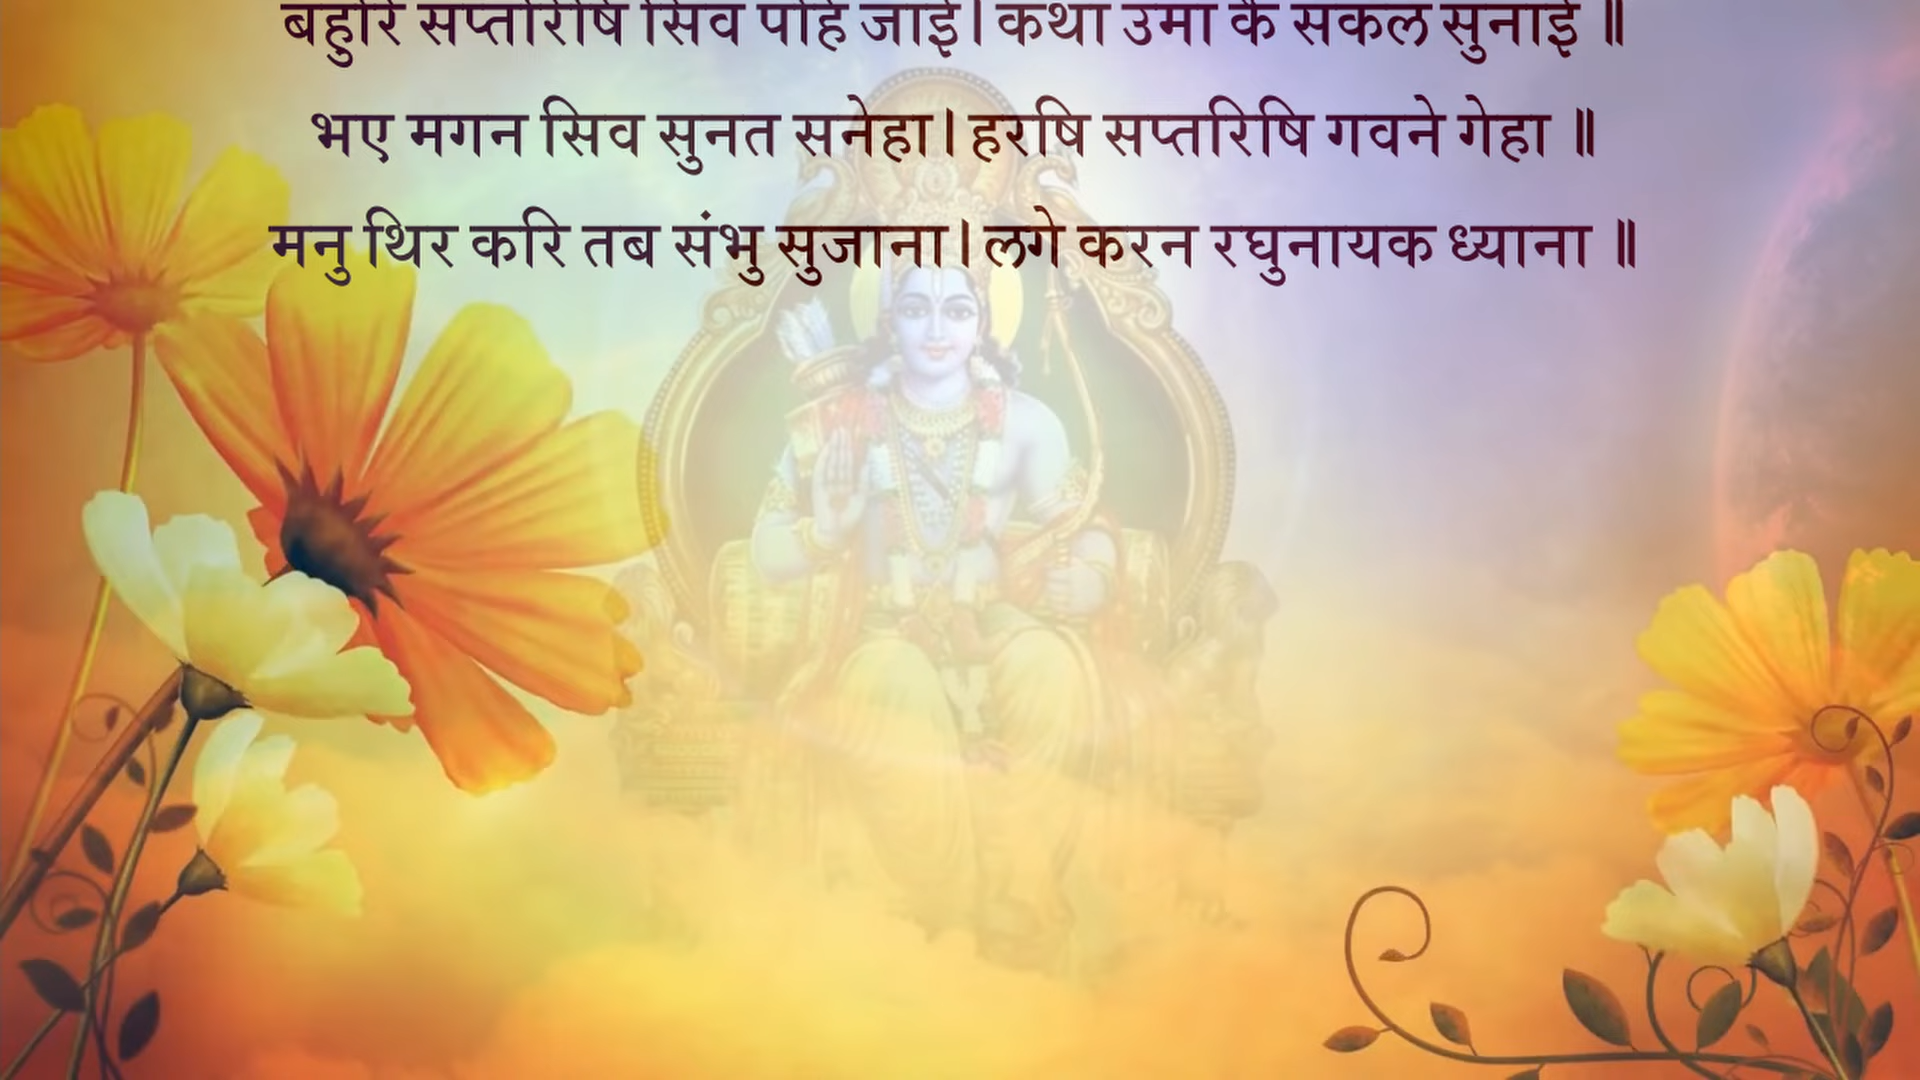 बहुरि सप्तरिषि सिव पहिं जाई। कथा उमा कै सकल सुनाई ॥
भए मगन सिव सुनत सनेहा। हरषि सप्तरिषि गवने गेहा ॥
मनु थिर करि तब संभु सुजाना। लगे करन रघुनायक ध्याना ॥